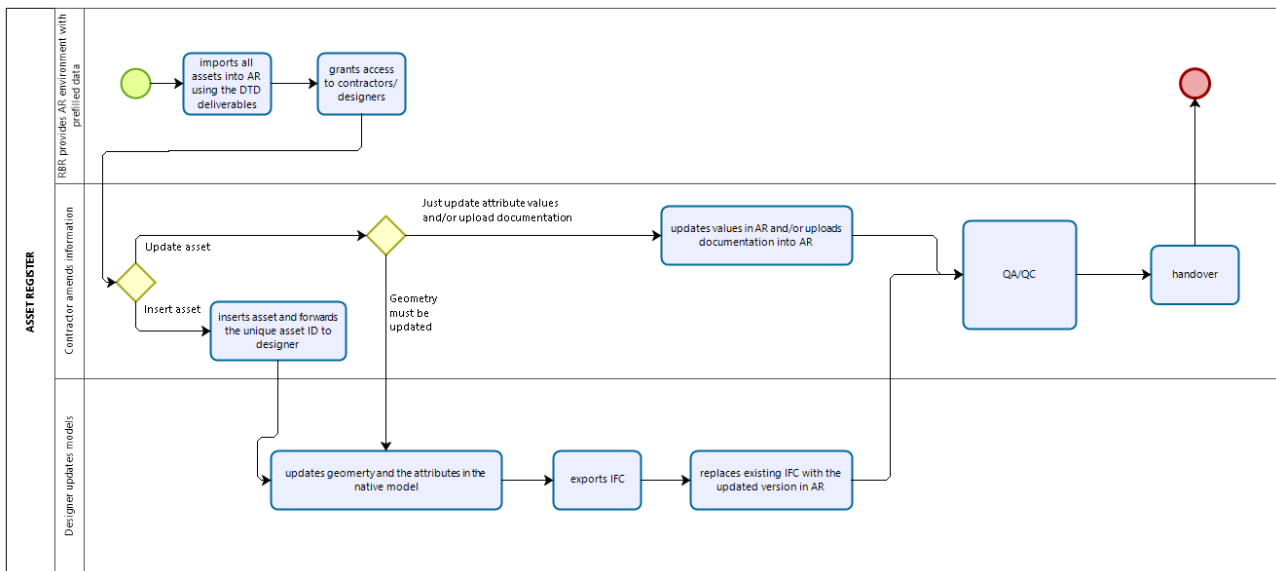 ASSET REGISTER
RBR provides AR environment with
prefilled data
imports all
assets into AR
using the DTD
deliverables
grants access
to contractors/
designers
Contractor amends information
Update asset
Insert asset
inserts asset and forwards
the unique asset ID to
designer
Just update attribute values
and/or upload documentation
Geometry
must be
updated
updates values in AR and/or uploads
documentation into AR
QA/QC
handover
Designer updates models
updates geomerty and the attributes in the
native model
exports IFC
replaces existing IFC with the
updated version in AR